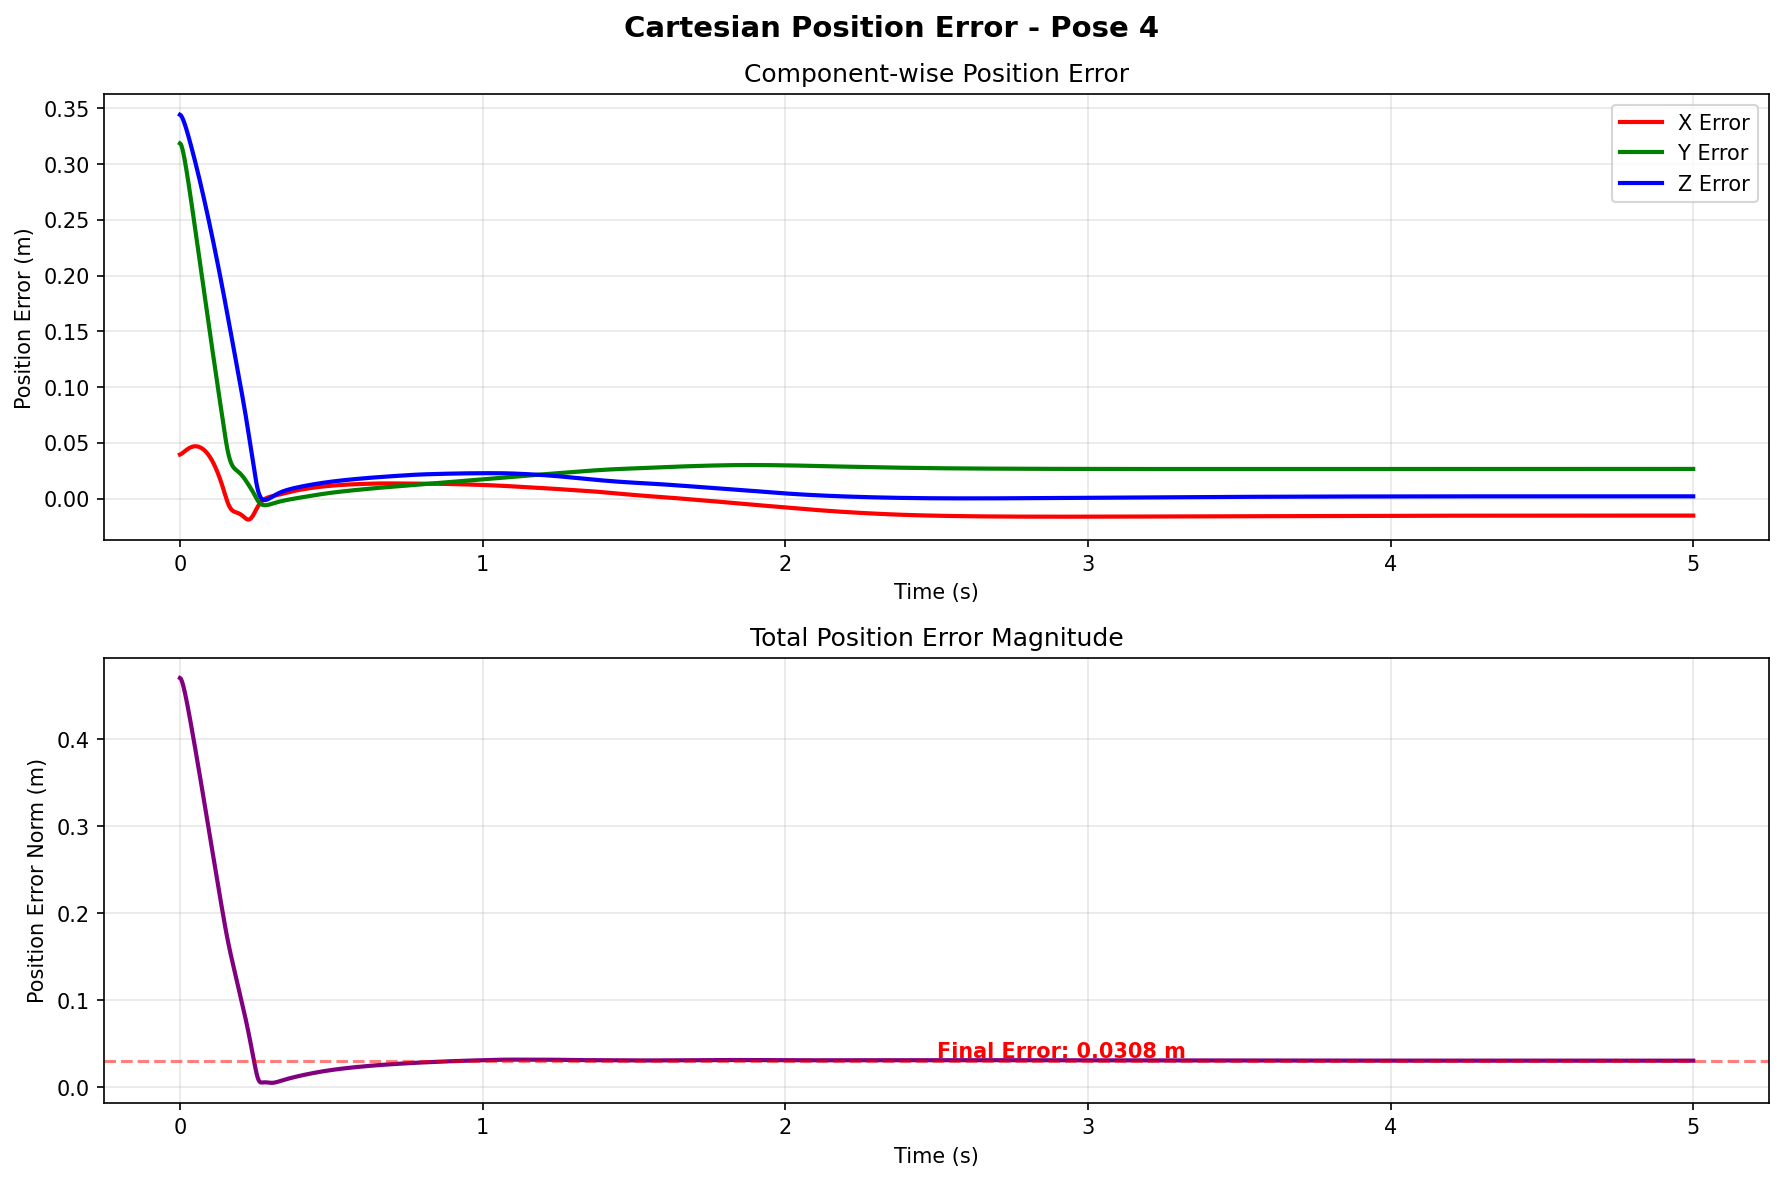 Cartesian Position Error - Pose 4
Component-wise Position Error
0.35
0.30
0.25
0.20
0.15
0.10
0.05
0.00
Position Error (m)
X Error
Y Error
Z Error
0 1 2 3 4 5
Time (s)
Total Position Error Magnitude
0.4
0.3
0.2
0.1
0.0
Position Error Norm (m)
Final Error: 0.0308 m
0 1 2 3 4 5
Time (s)